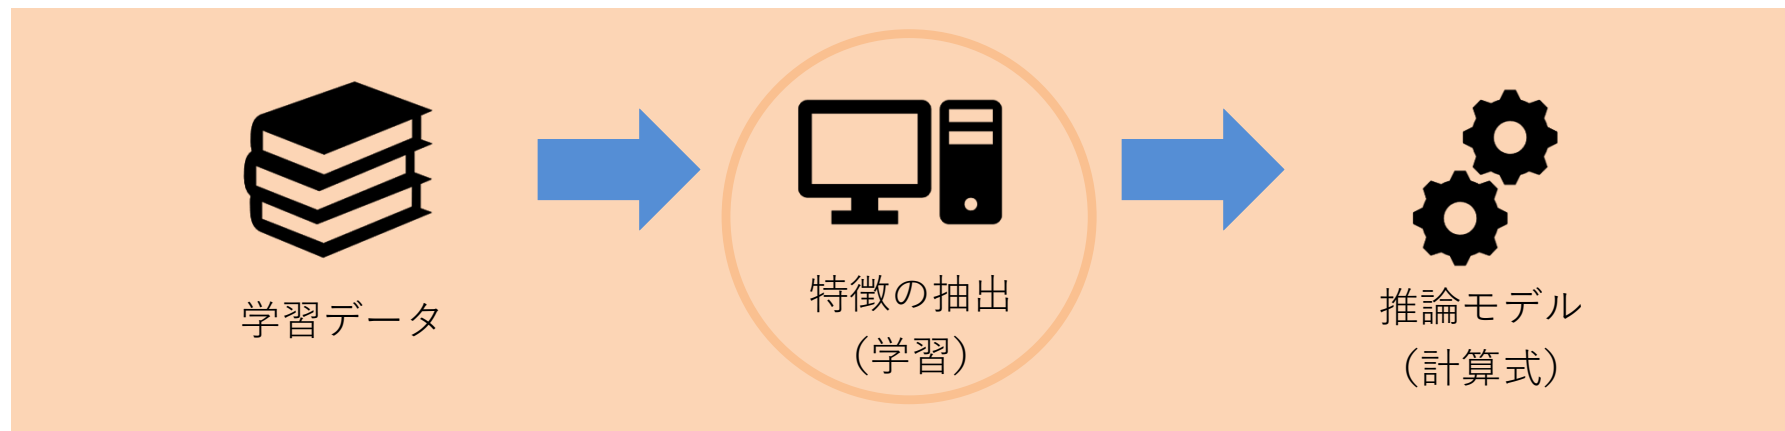 学習データ
特徴の抽出
（学習）
推論モデル
（計算式）